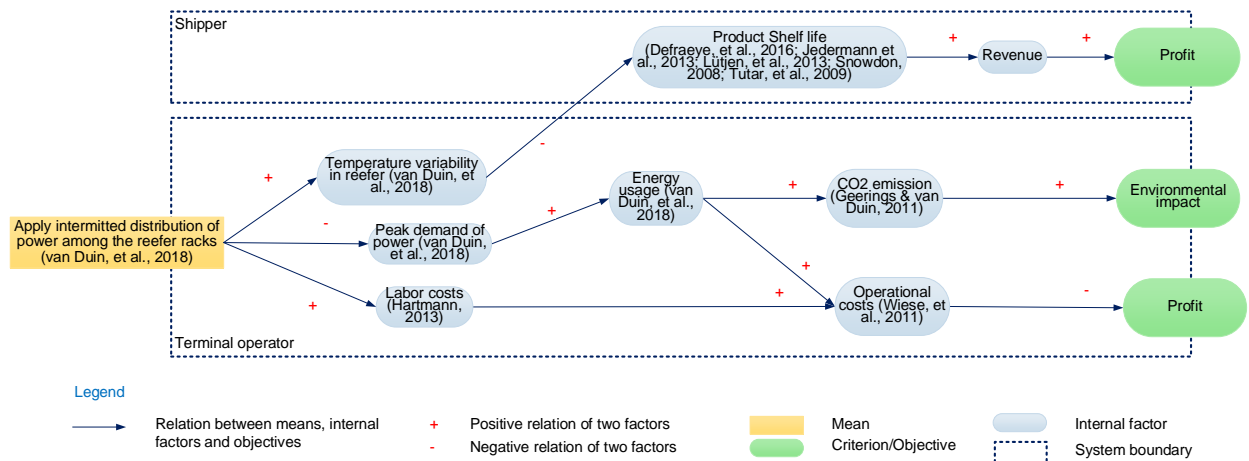 Shipper
Product Shelf life
(Defraeye, et al., 2016; Jedermann et
al., 2013; Lütjen, et al., 2013; Snowdon,
2008; Tutar, et al., 2009)
+
Revenue
+
Profit
-
+
Temperature variability
in reefer (van Duin, et
al., 2018)
Energy
usage (van
Duin, et al.,
2018)
+
CO2 emission
(Geerings & van
Duin, 2011)
+
Environmental
impact
Apply intermitted distribution of
power among the reefer racks
(van Duin, et al., 2018)
-
Peak demand of
power (van Duin,
et al., 2018)
+
+
+
Labor costs
(Hartmann,
2013)
+
Operational
costs (Wiese, et
al., 2011)
-
Profit
Terminal operator
Legend
Relation between means, internal
factors and objectives
+ Positive relation of two factors
- Negative relation of two factors
Mean
Criterion/Objective
Internal factor
System boundary